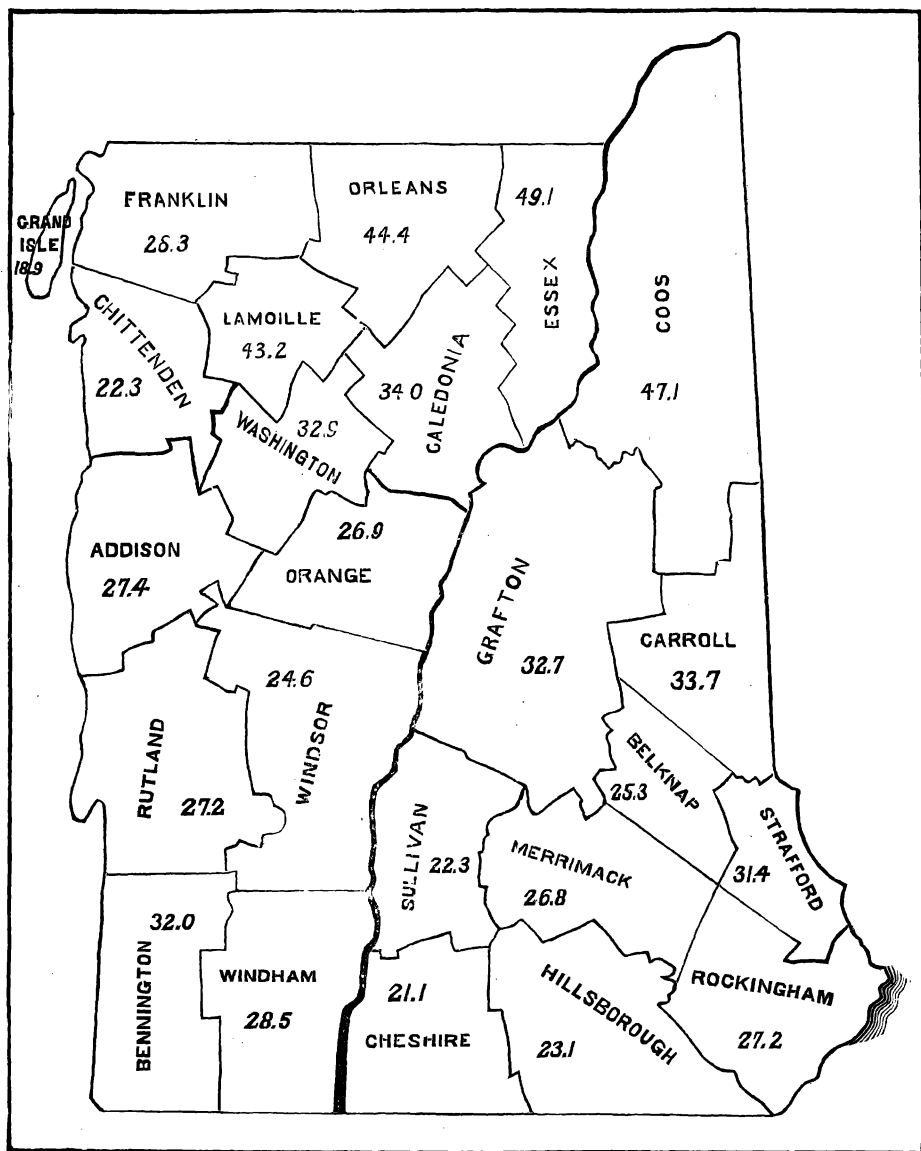 FRANKLIN
28.3
ORLEANS
44.4
49.1
ESSEX
COOS
47.1
GRAND
ISLE
18.9
CHITTENDEN
22.3
LAMOILLE
43.2
WASHINGTON
32.9
34.0
CALEDONIA
ADDISON
27.4
26.9
ORANGE
GRAFTON
32.7
CARROLL
33.7
24.6
WINDSOR
RUTLAND
27.2
BELKNAP
25.3
STRAFFORD
31.4
SULLIVAN
22.3
MERRIMACK
26.8
32.0
BENNINGTON
WINDHAM
28.5
21.1
CHESHIRE
HILLSBOROUGH
23.1
ROCKINGHAM
27.2